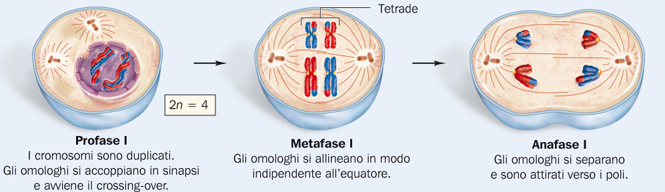 Tetrade
2n = 4
Profase I
I cromosomi sono duplicati.
Gli omologhi si accoppiano in sinapsi
e avviene il crossing-over.
Metafase I
Gli omologhi si allineano in modo
indipendente all'equatore.
Anafase I
Gli omologhi si separano
e sono attirati verso i poli.